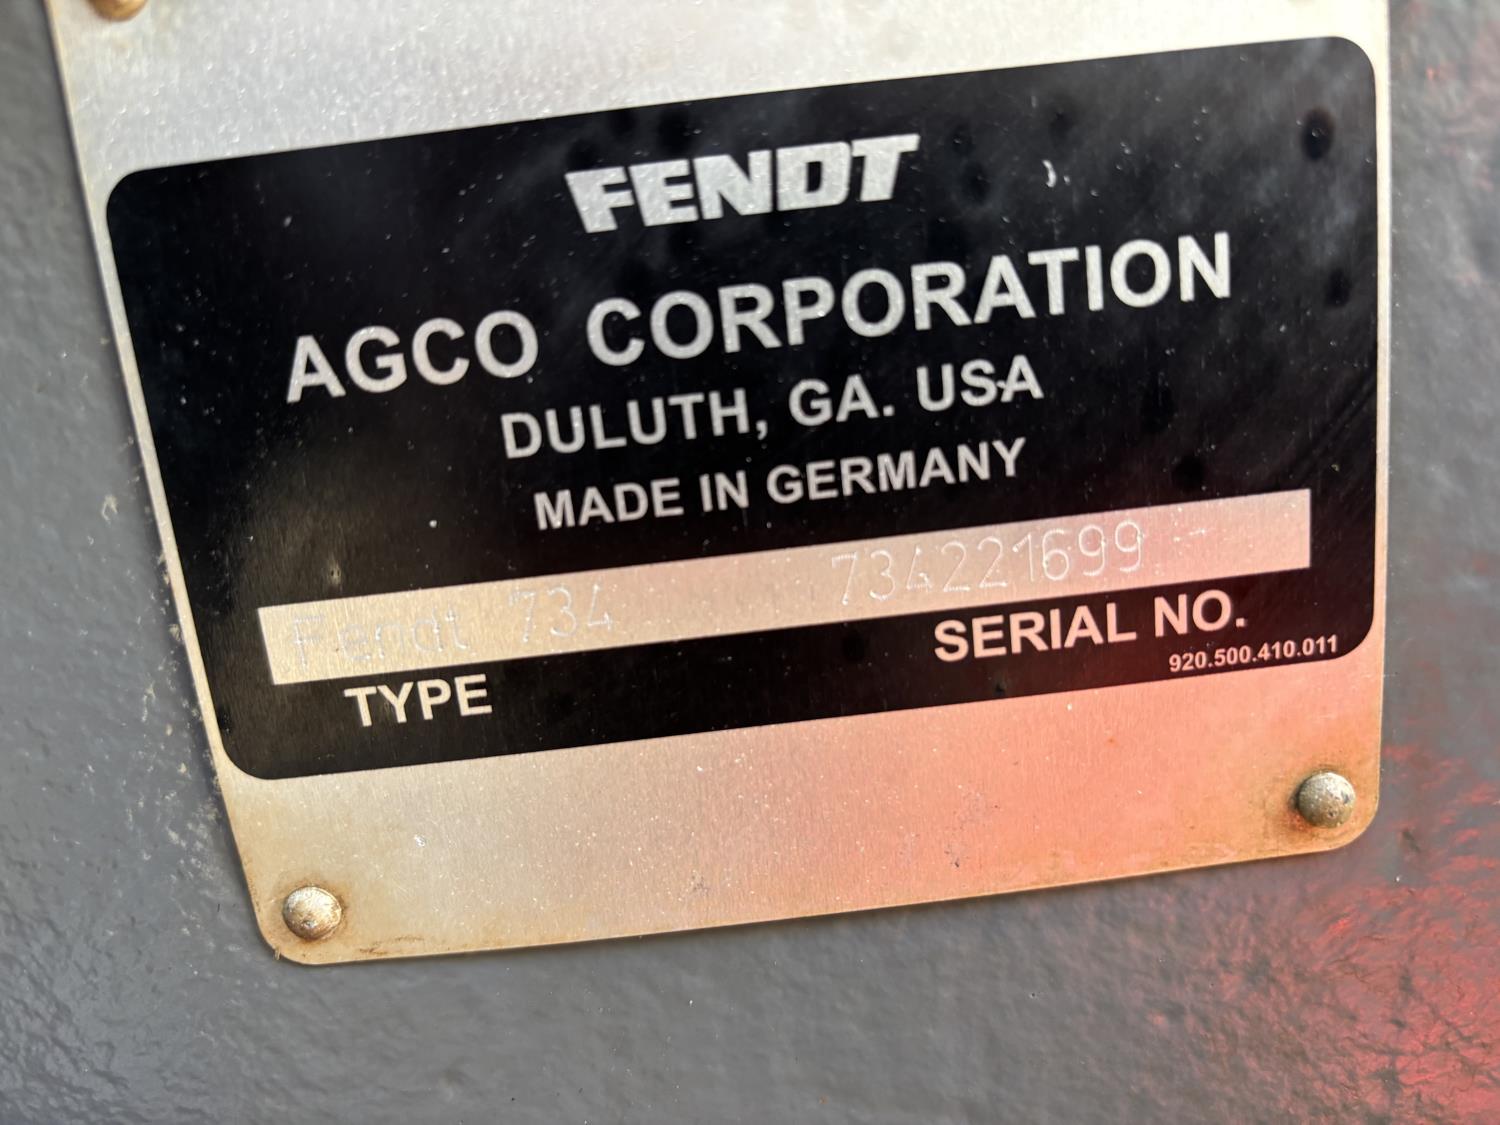 FENDT
AGCO CORPORATION
DULUTH, GA. USA
MADE IN GERMANY
Fendt 734 734221699
TYPE SERIAL NO.
920.500.410.011